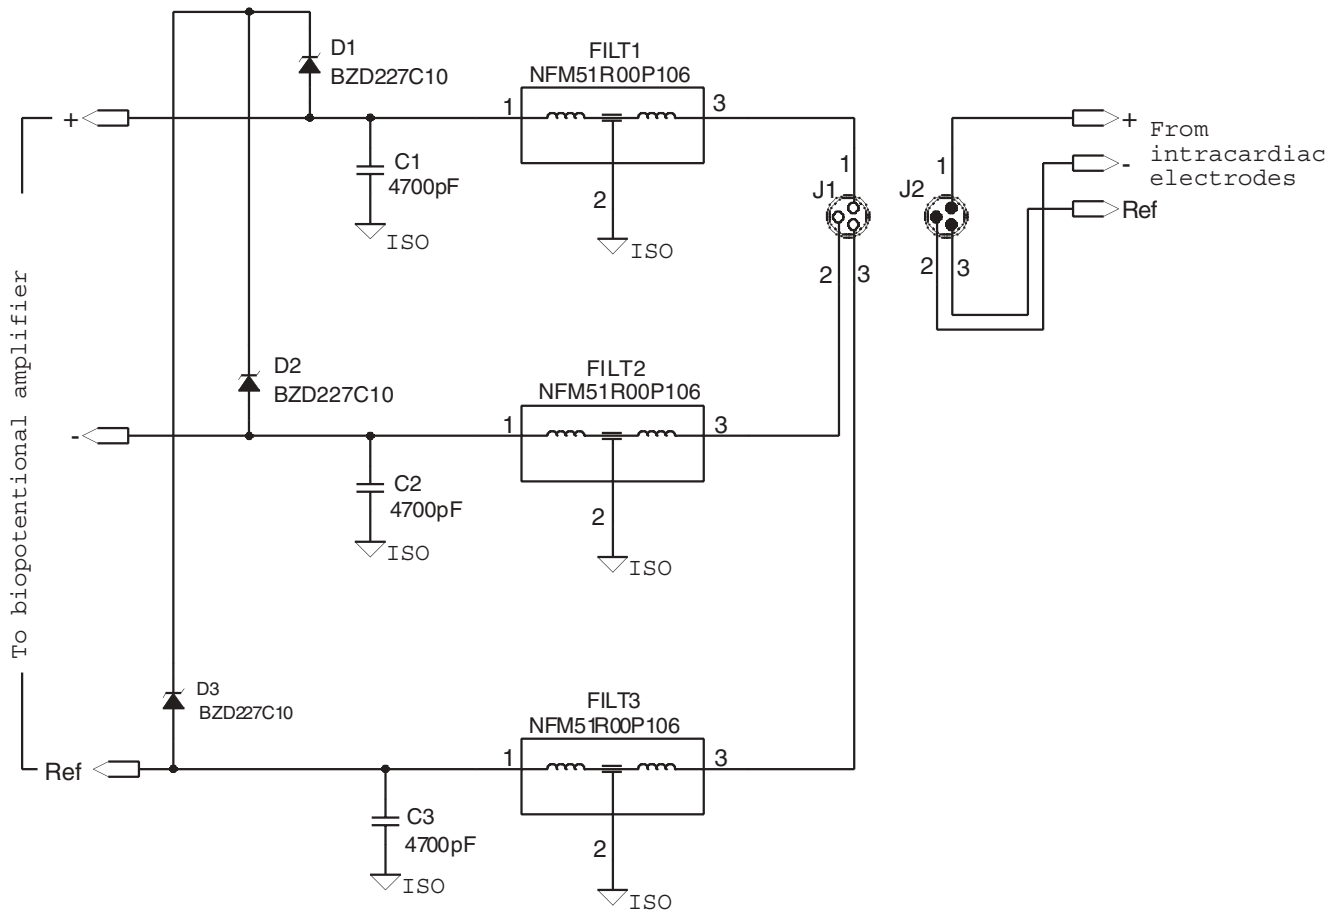 D1
BZD227C10
FILT1
NFM51R00P106
1
3
+
C1
4700pF
ISO
2
ISO
1
J1
2
3
1
J2
2
3
+
-
Ref
From
intracardiac
electrodes
To biopotential amplifier
D2
BZD227C10
FILT2
NFM51R00P106
1
3
-
C2
4700pF
ISO
2
ISO
D3
BZD227C10
FILT3
NFM51R00P106
1
3
Ref
C3
4700pF
ISO
2
ISO